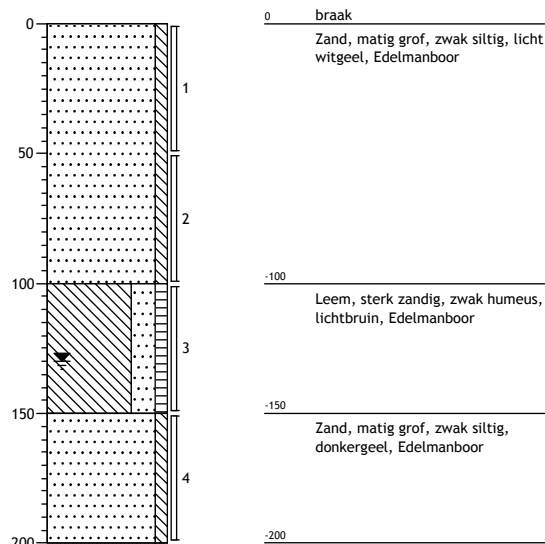 0
50
100
150
200
1
2
3
4
0 braak
Zand, matig grof, zwak siltig, licht
witgeel, Edelmanboor
-100
Leem, sterk zandig, zwak humeus,
lichtbruin, Edelmanboor
-150
Zand, matig grof, zwak siltig,
donkergeel, Edelmanboor
-200